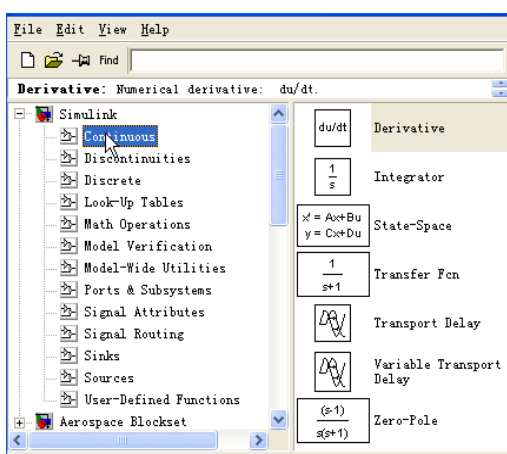 File Edit View Help
Find
Derivative: Numerical derivative: du/dt.
Simulink
Continuous
Discontinuities
Discrete
Look-Up Tables
Math Operations
Model Verification
Model-Wide Utilities
Ports & Subsystems
Signal Attributes
Signal Routing
Sinks
Sources
User-Defined Functions
Aerospace Blockset
du/dt Derivative
1
s
Integrator
x' = Ax+Bu
y = Cx+Du
State-Space
1
s+1
Transfer Fcn
Transport Delay
Variable Transport
Delay
(s-1)
s(s+1)
Zero-Pole